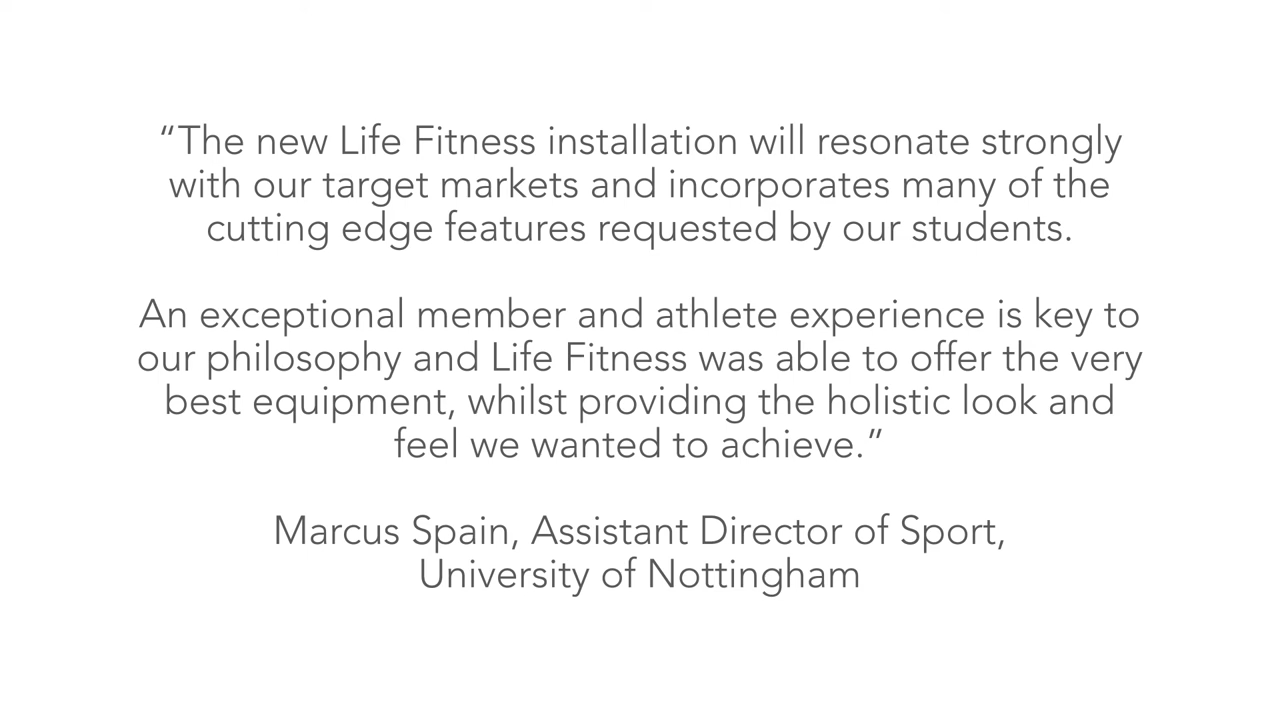 “The new Life Fitness installation will resonate strongly
with our target markets and incorporates many of the
cutting edge features requested by our students.
An exceptional member and athlete experience is key to
our philosophy and Life Fitness was able to offer the very
best equipment, whilst providing the holistic look and
feel we wanted to achieve.”
Marcus Spain, Assistant Director of Sport,
University of Nottingham